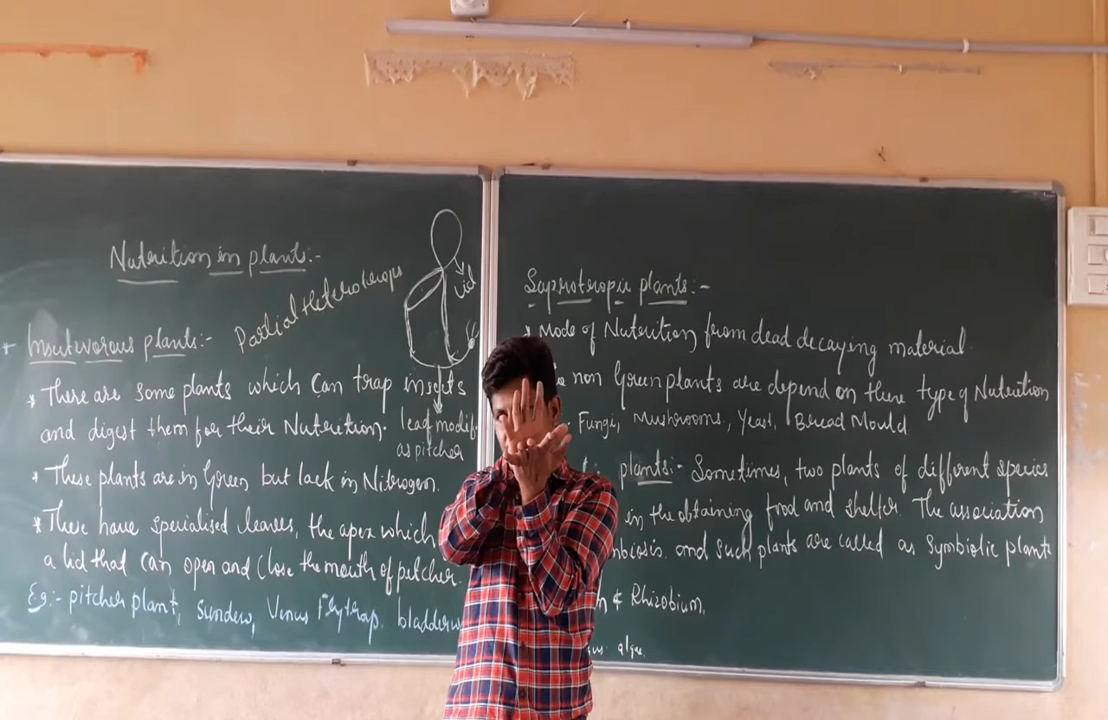 Nutrition in plants:-
Partial Heterotrops
lid
Insectivorous plants:-
* There are some plants which can trap insects
and digest them for their Nutrition.
leaf modif
as pitcher
* These plants are in Green but lack in Nitrogen.
* These have specialised leaves, the apex which
a lid that can open and close the mouth of pitcher.
Eg:- pitcher plant, sundew, Venus flytrap, bladderw
Saprotropic plants:-
* Mode of Nutrition from dead decaying material.
non Green plants are depend on these type of Nutrition
Fungi, Mushrooms, Yeast, Bread Mould
plants:- Sometimes, two plants of different species
in the obtaining food and shelter. The association
mbiosis. and such plants are called as Symbiotic plants
& Rhizobium,
algae.